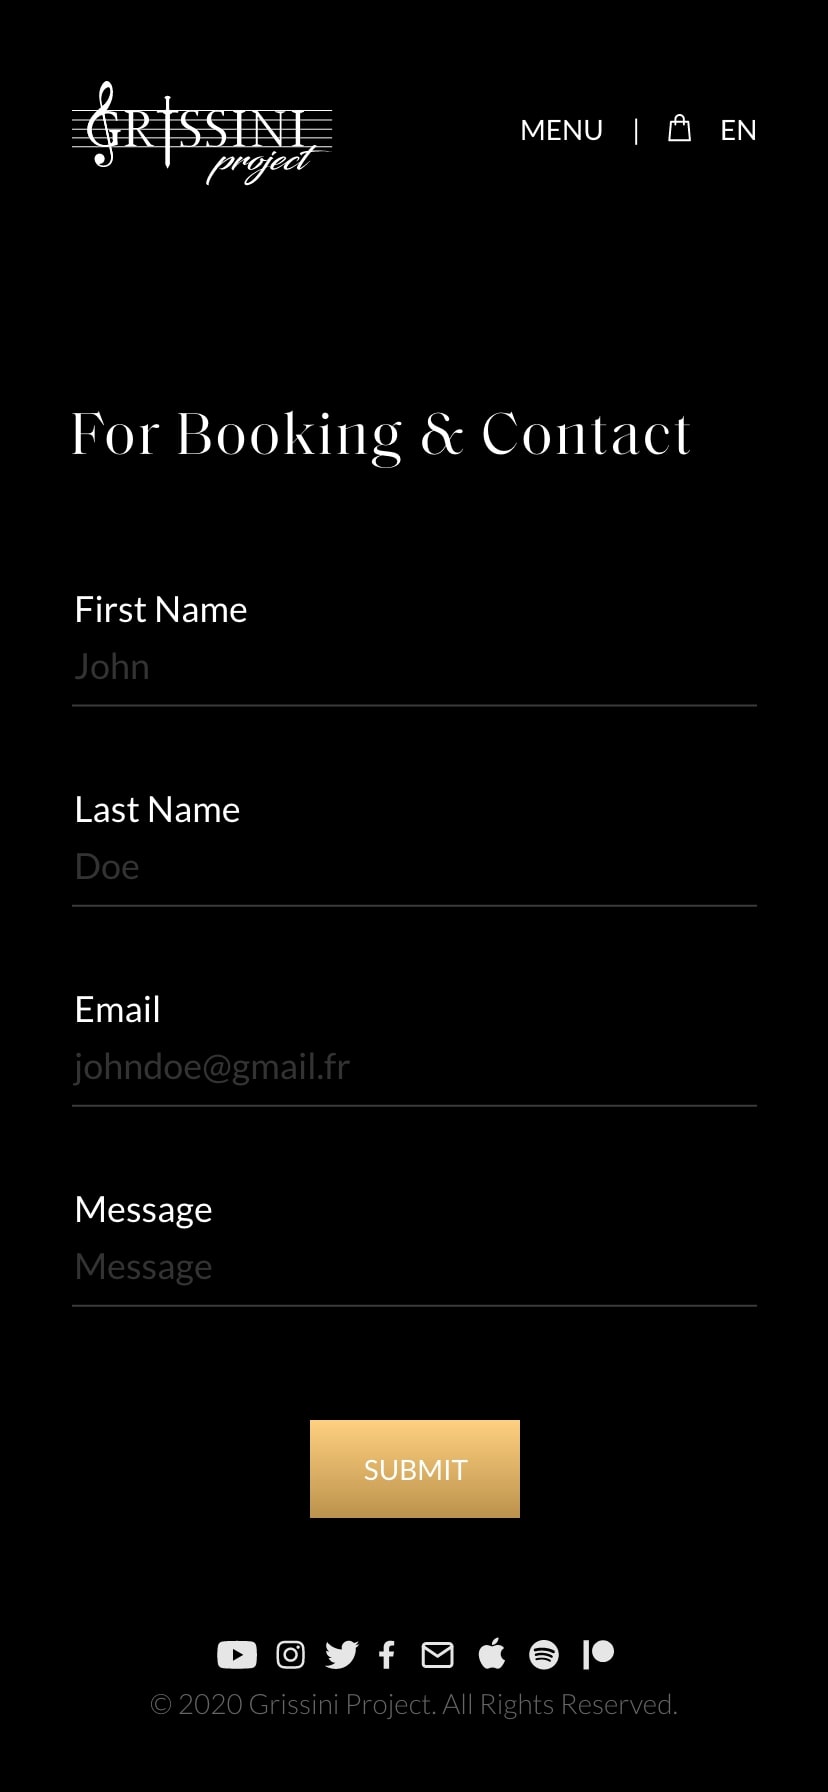 GRISSINI
project
MENU | EN
For Booking & Contact
First Name
John
Last Name
Doe
Email
johndoe@gmail.fr
Message
Message
SUBMIT
© 2020 Grissini Project. All Rights Reserved.